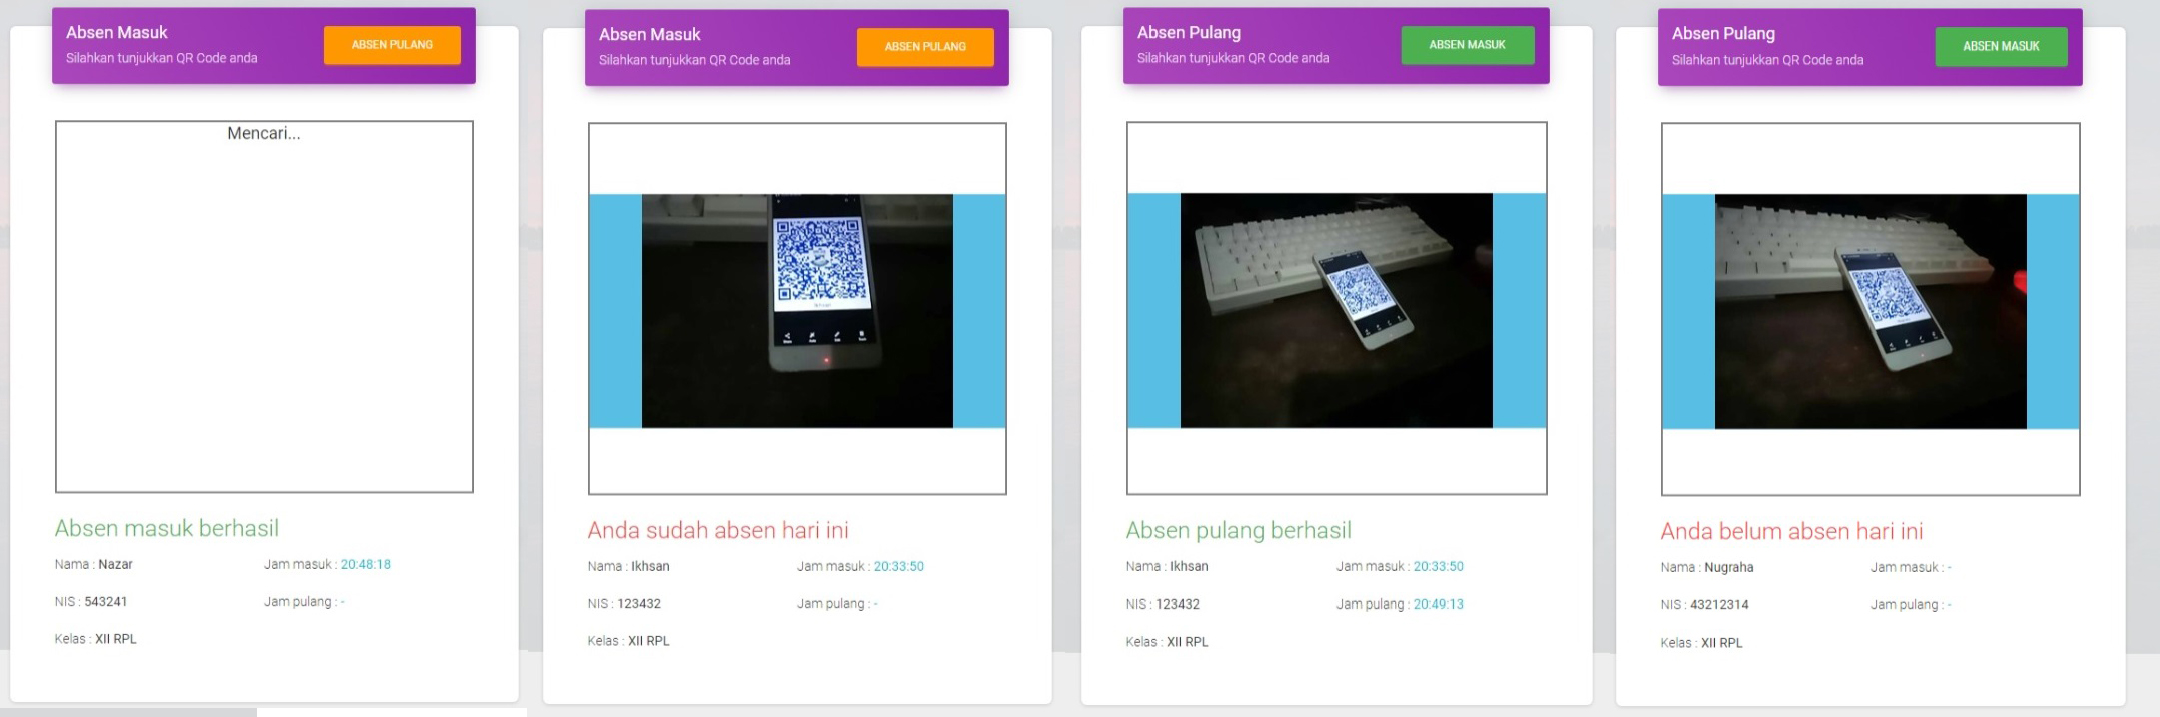 Absen Masuk
Silahkan tunjukkan QR Code anda
ABSEN PULANG
Mencari...
Absen masuk berhasil
Nama : Nazar
Jam masuk : 20:48:18
NIS : 543241
Jam pulang : -
Kelas : XII RPL
Absen Masuk
Silahkan tunjukkan QR Code anda
ABSEN PULANG
Anda sudah absen hari ini
Nama : Ikhsan
Jam masuk : 20:33:50
NIS : 123432
Jam pulang : -
Kelas : XII RPL
Absen Pulang
Silahkan tunjukkan QR Code anda
ABSEN MASUK
Absen pulang berhasil
Nama : Ikhsan
Jam masuk : 20:33:50
NIS : 123432
Jam pulang : 20:49:13
Kelas : XII RPL
Absen Pulang
Silahkan tunjukkan QR Code anda
ABSEN MASUK
Anda belum absen hari ini
Nama : Nugraha
Jam masuk : -
NIS : 43212314
Jam pulang : -
Kelas : XII RPL